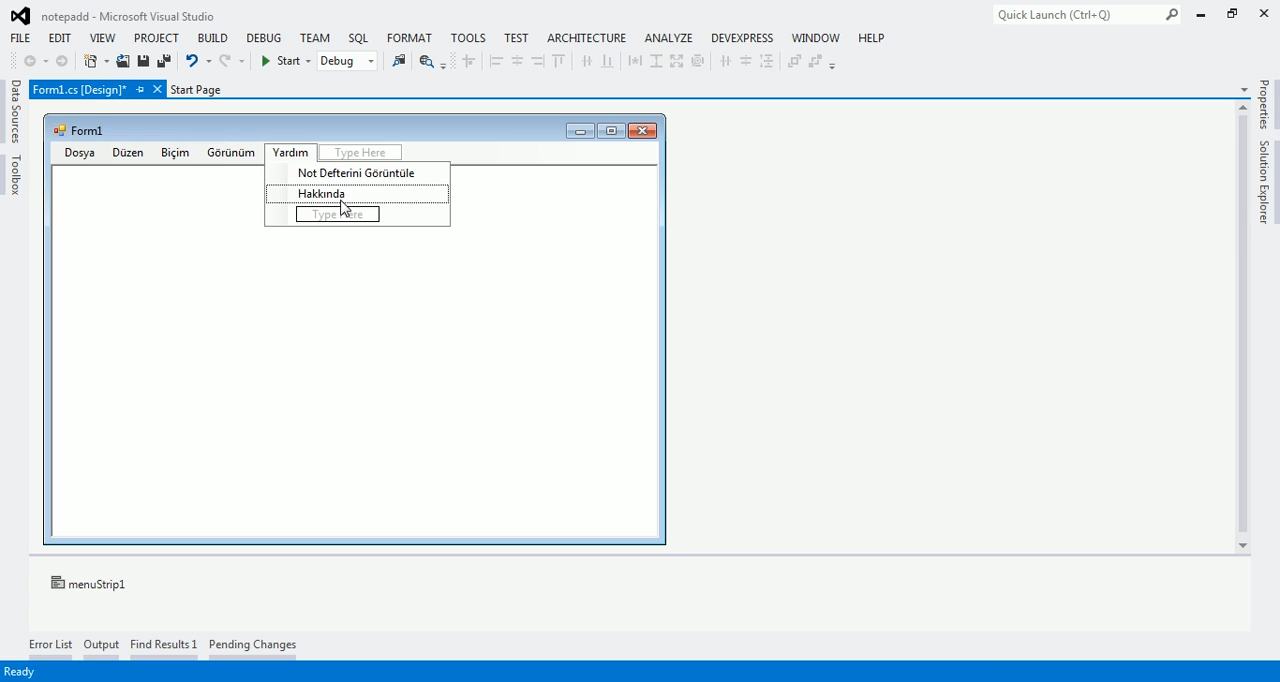 notepadd - Microsoft Visual Studio
Quick Launch (Ctrl+Q)
FILE EDIT VIEW PROJECT BUILD DEBUG TEAM SQL FORMAT TOOLS TEST ARCHITECTURE ANALYZE DEVEXPRESS WINDOW HELP
Start Debug
Form1.cs [Design]* Start Page
Data Sources
Toolbox
Properties
Solution Explorer
Form1
Dosya Düzen Biçim Görünüm Yardım Type Here
Not Defterini Görüntüle
Hakkında
Type Here
menuStrip1
Error List Output Find Results 1 Pending Changes
Ready